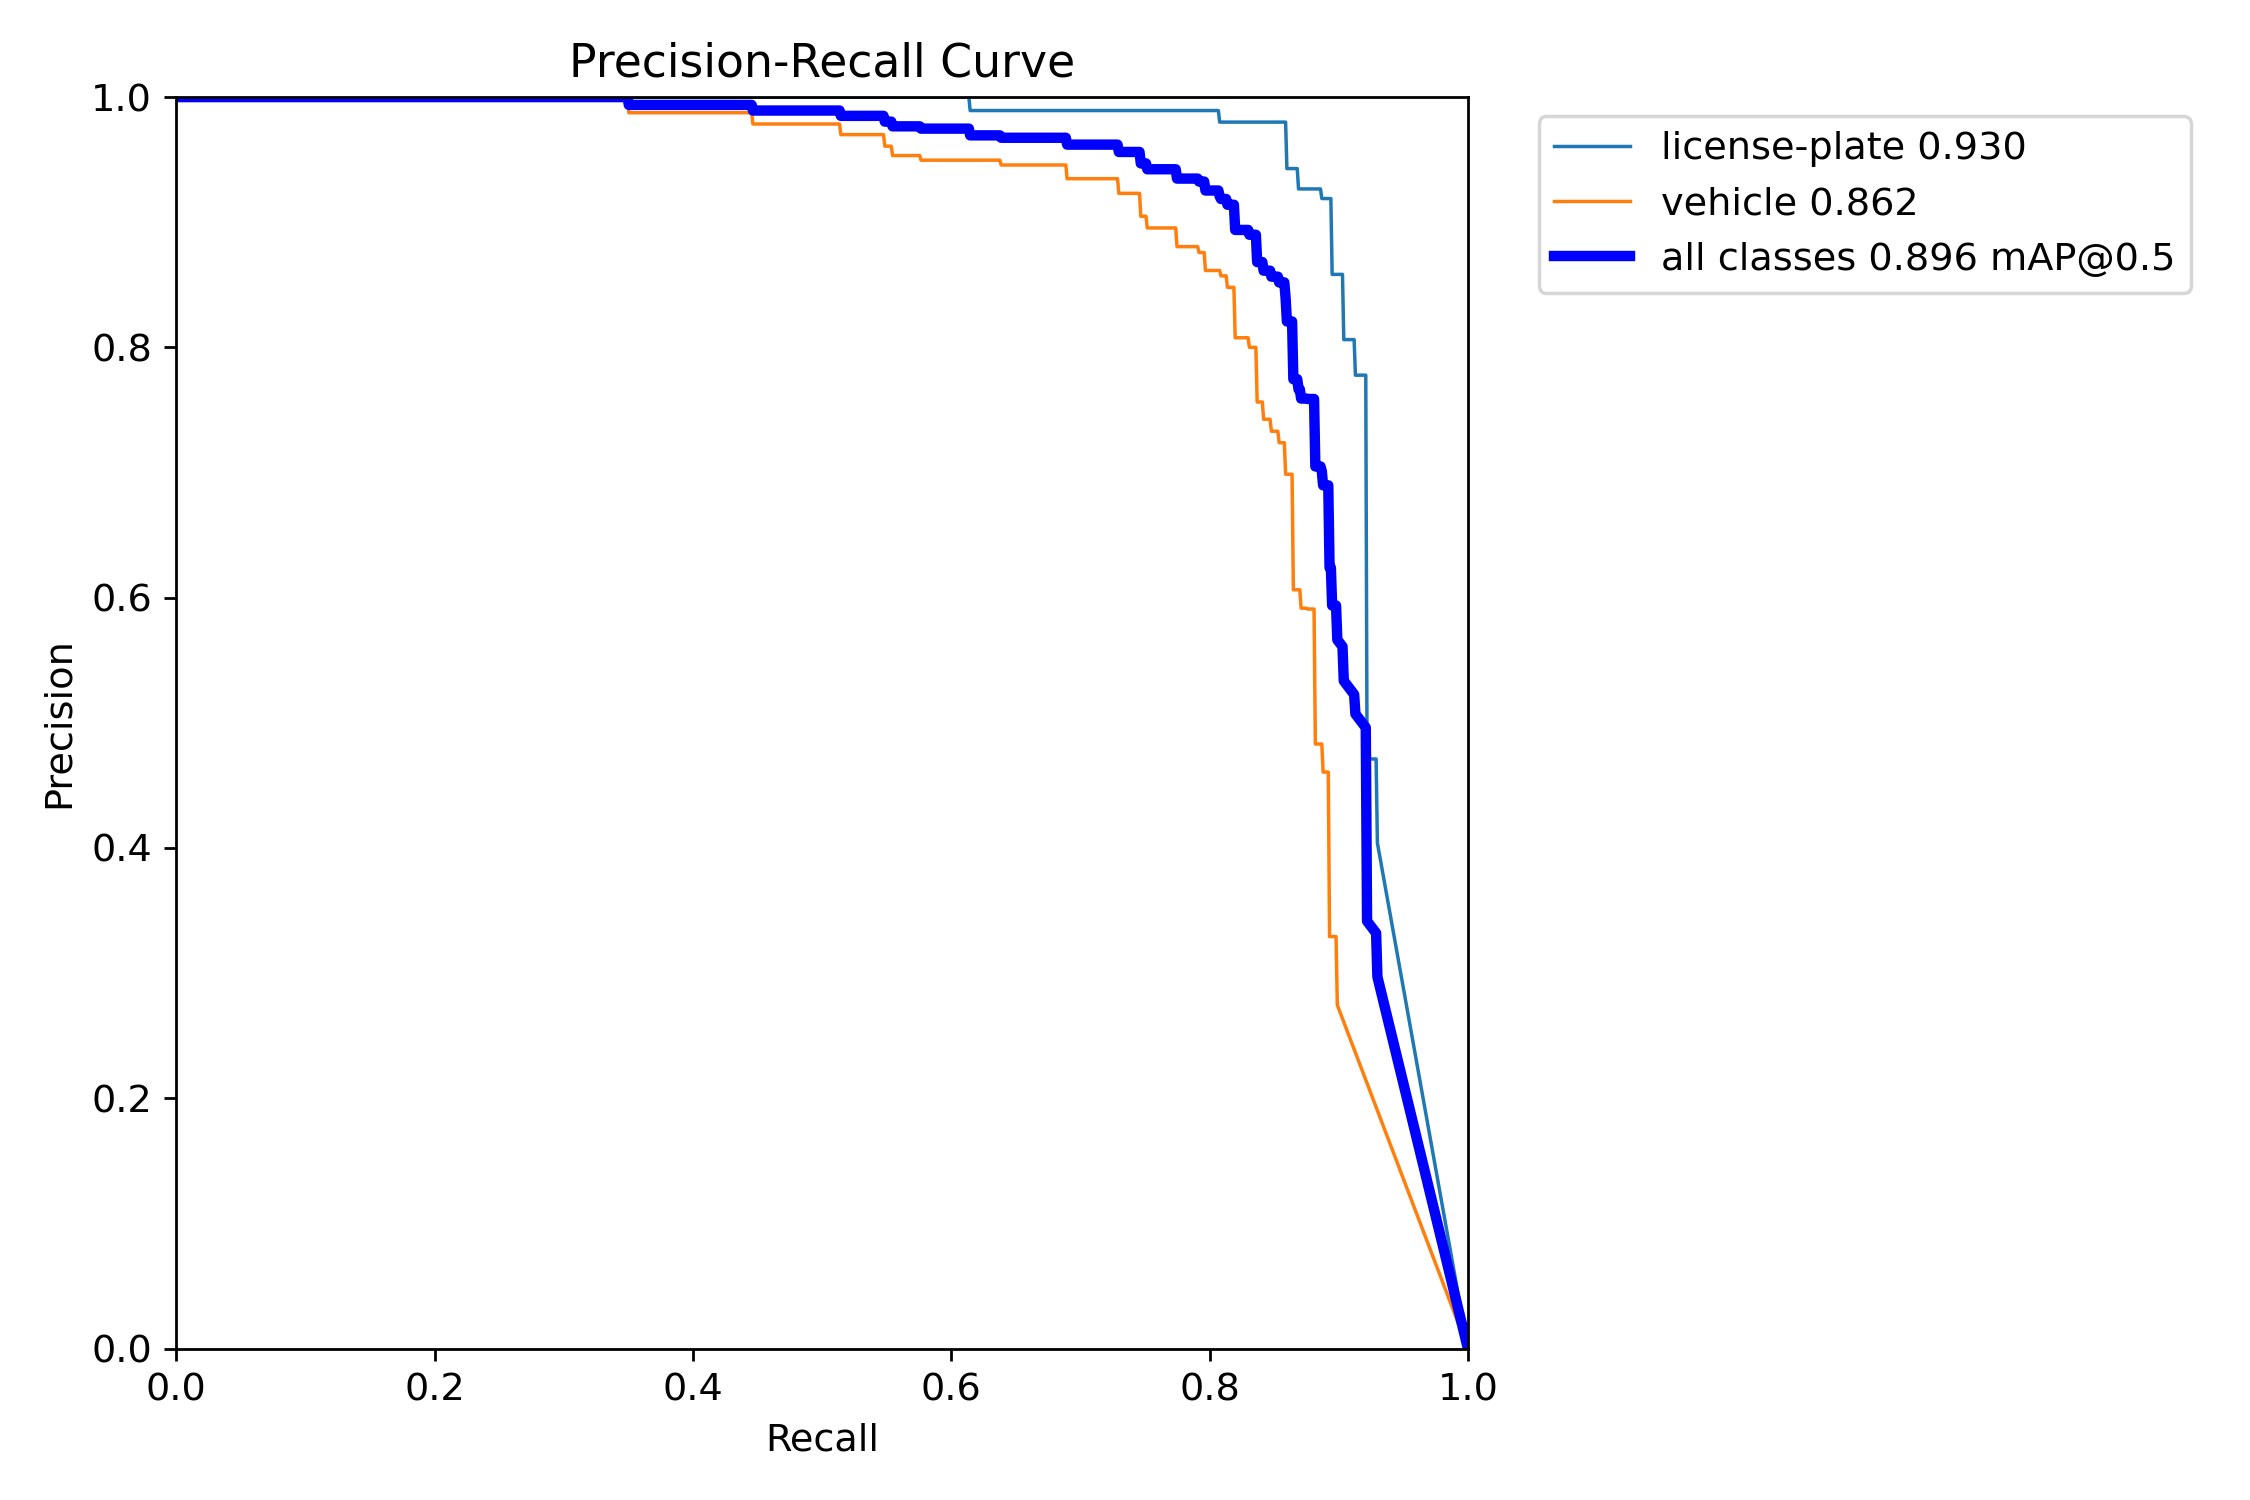 Precision-Recall Curve
1.0
0.8
0.6
0.4
0.2
0.0
Precision
0.0 0.2 0.4 0.6 0.8 1.0
Recall
license-plate 0.930
vehicle 0.862
all classes 0.896 mAP@0.5